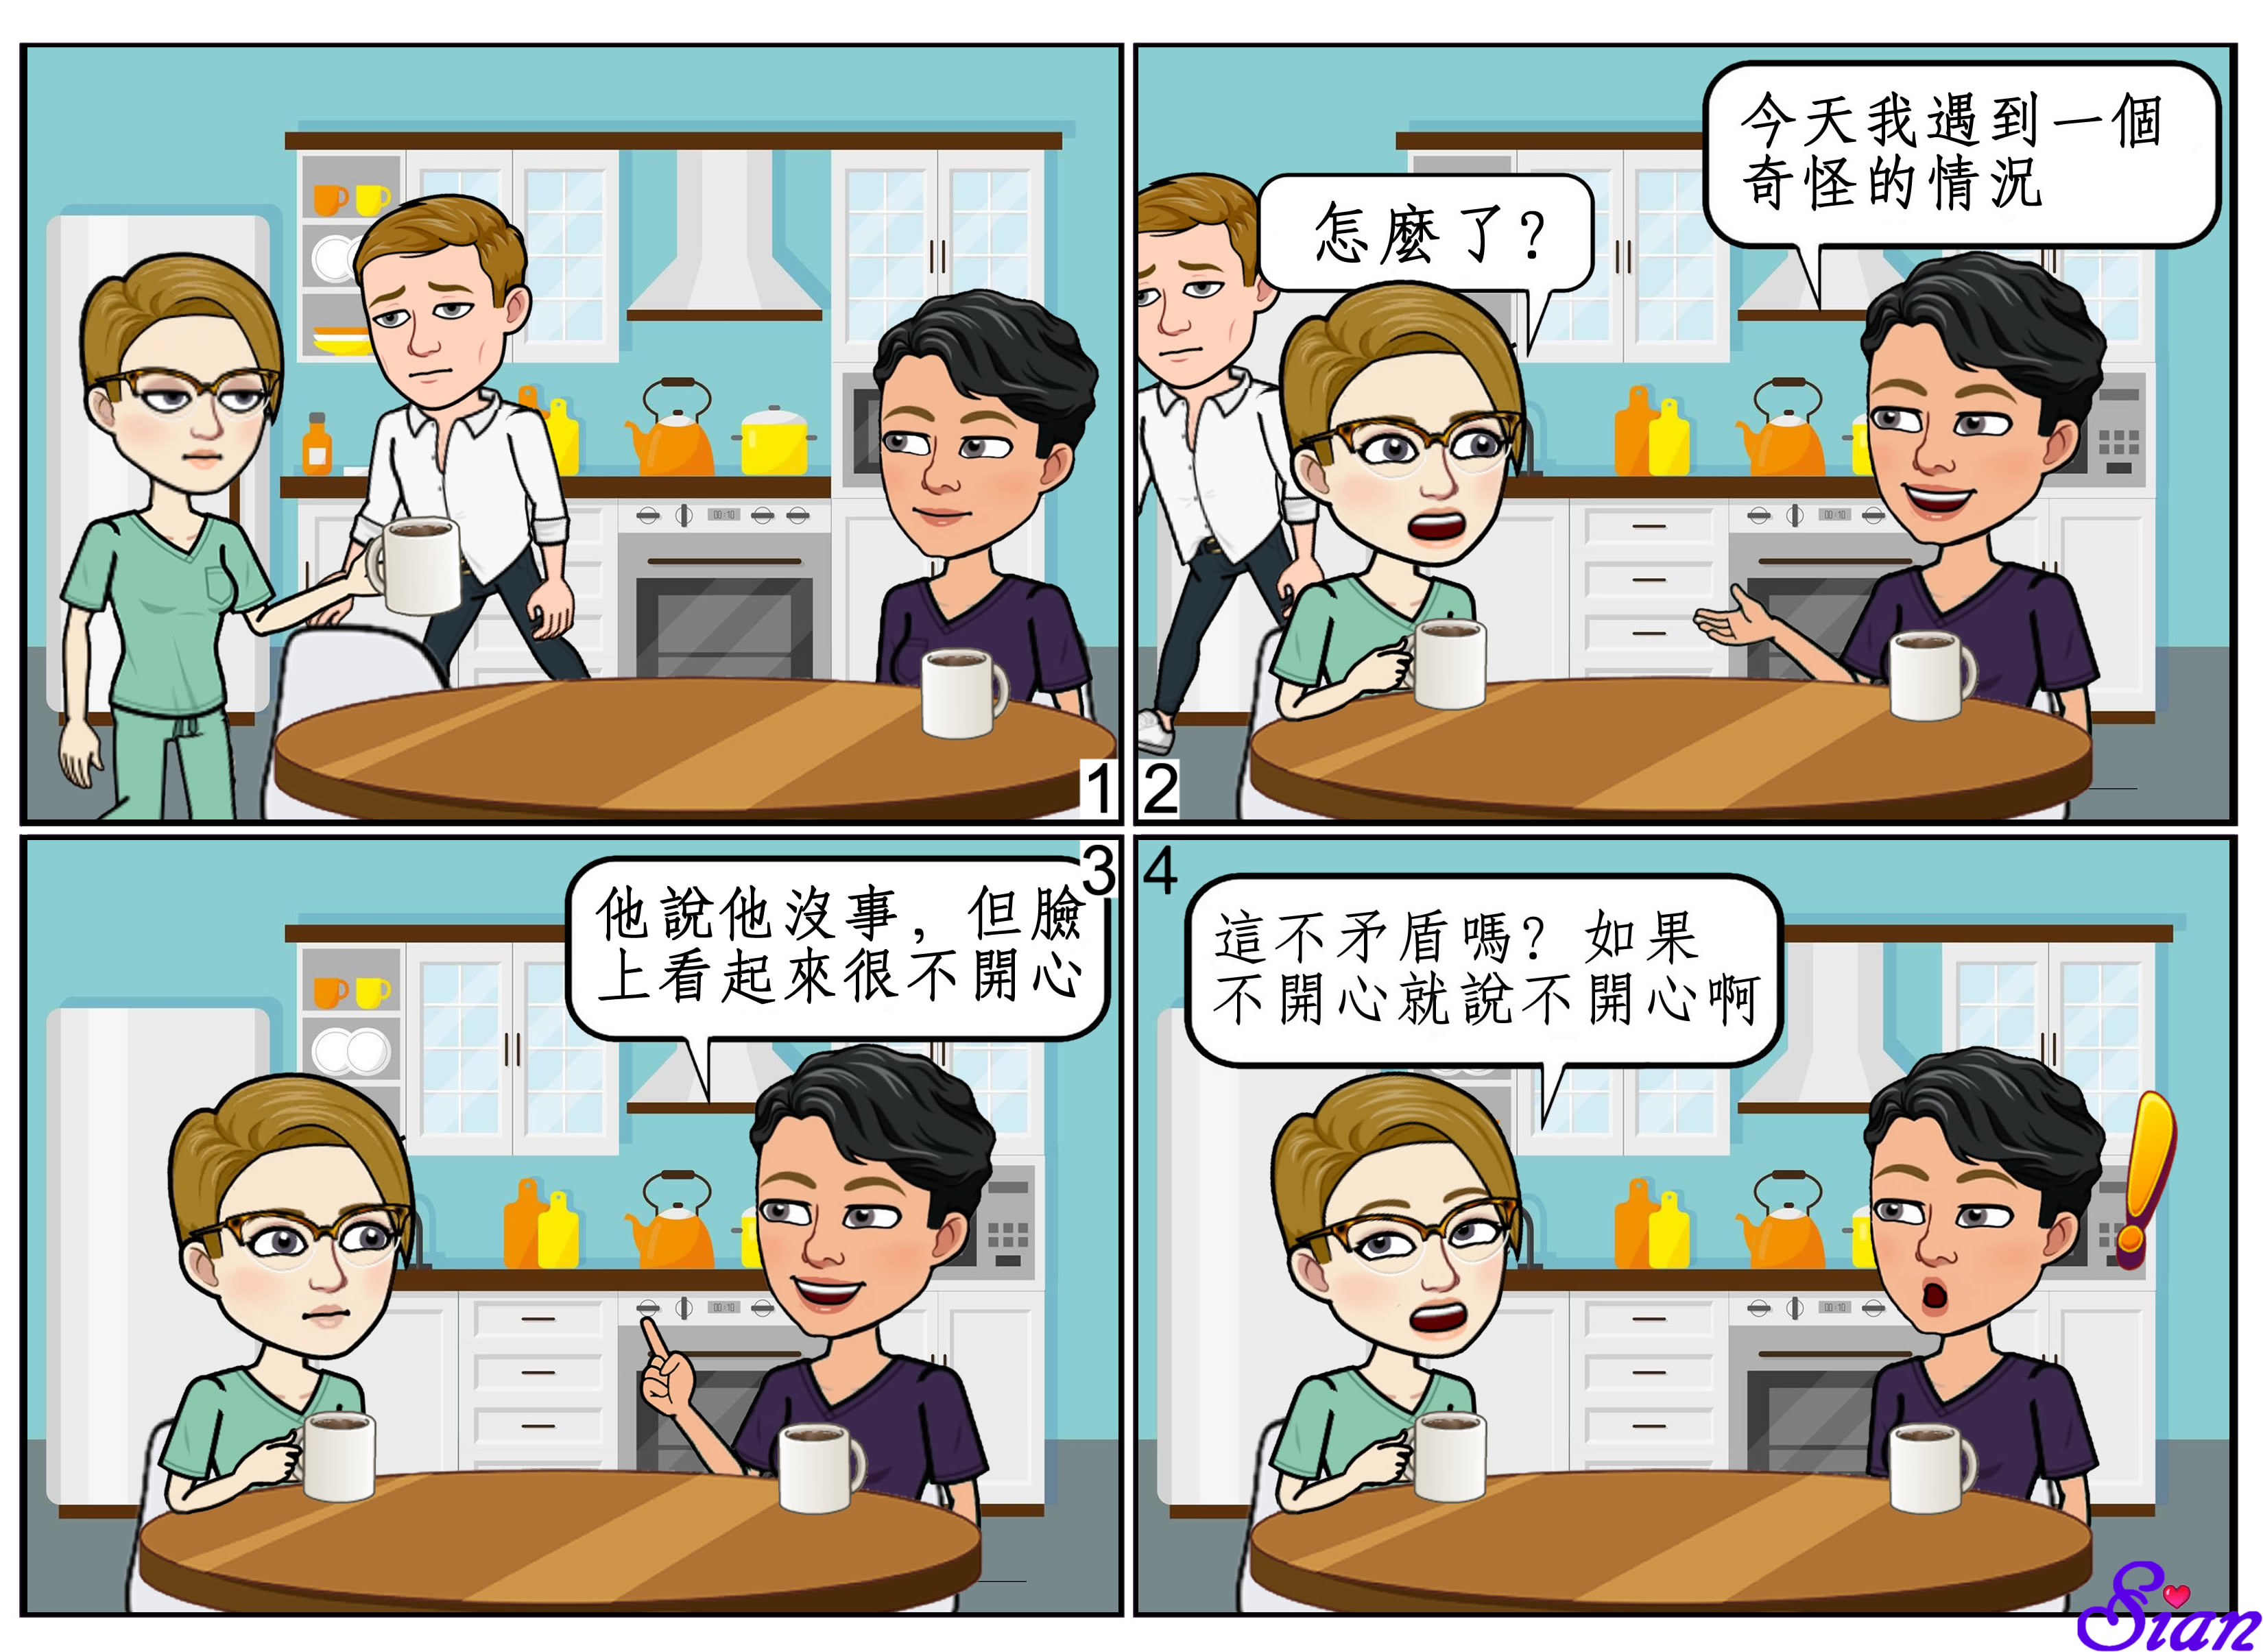 1
2
怎麼了?
今天我遇到一個
奇怪的情況
3
他說他沒事, 但臉
上看起來很不開心
4
這不矛盾嗎? 如果
不開心就說不開心啊
Sian